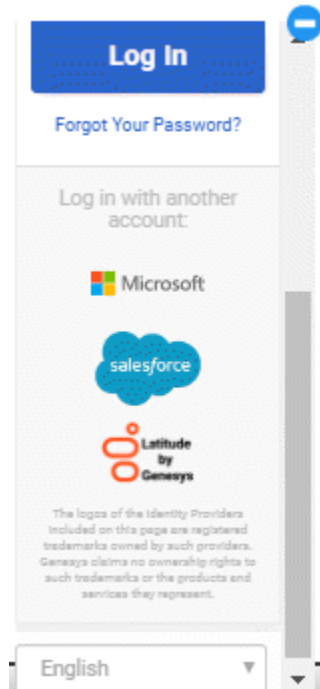 Log In
Forgot Your Password?
Log in with another
account:
Microsoft
salesforce
Latitude
by
Genesys
The logos of the Identity Providers
included on this page are registered
trademarks owned by such providers.
Genesys claims no ownership rights to
such trademarks or the products and
services they represent.
English